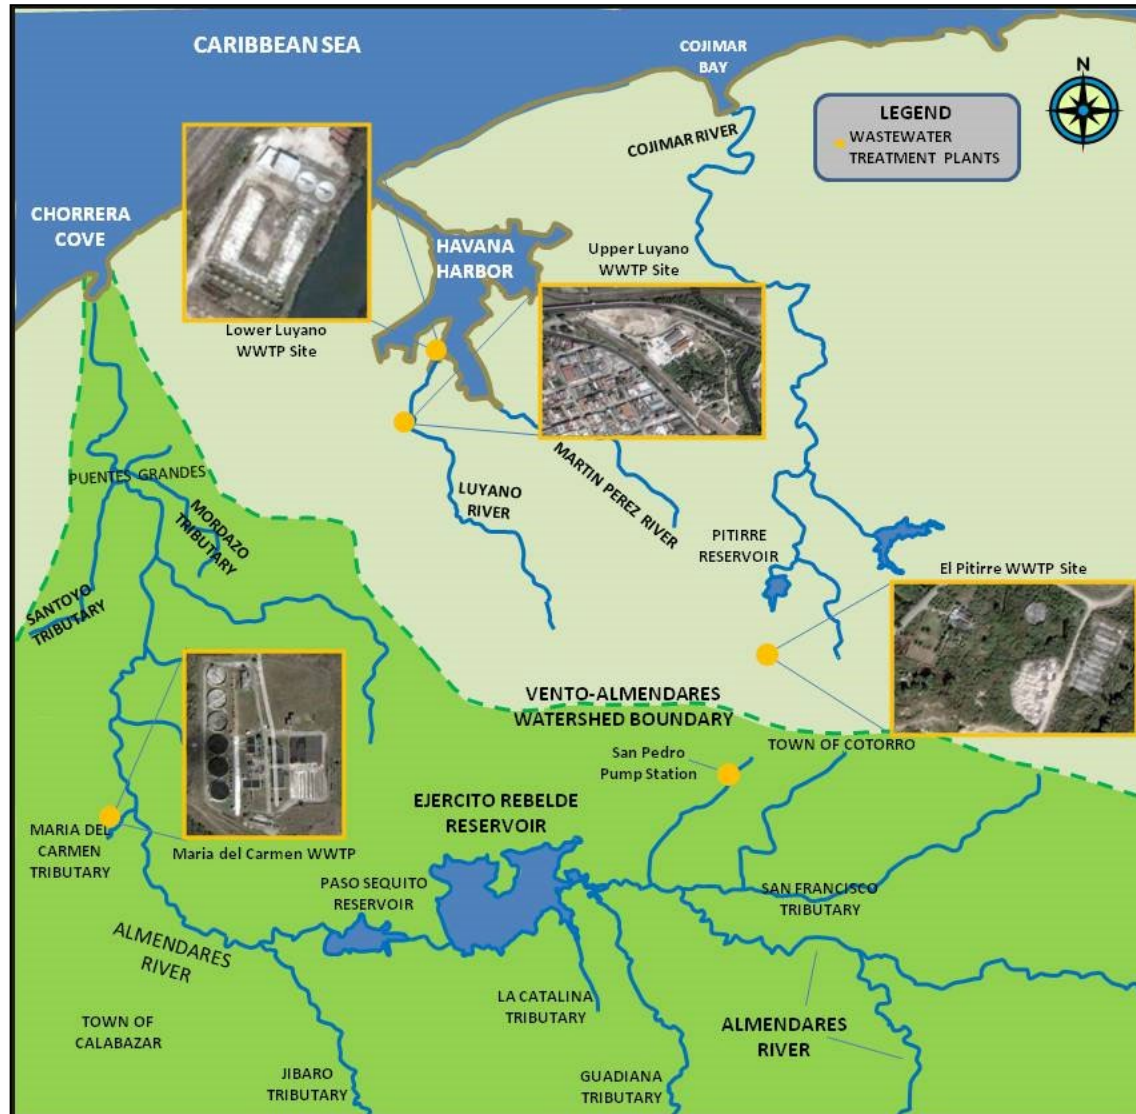 CARIBBEAN SEA
COJIMAR
BAY
N
LEGEND
WASTEWATER
TREATMENT PLANTS
COJIMAR RIVER
CHORRERA
COVE
HAVANA
HARBOR
Upper Luyano
WWTP Site
Lower Luyano
WWTP Site
PUENTES GRANDES
MORDAZO
TRIBUTARY
LUYANO
RIVER
MARTIN PEREZ RIVER
PITIRRE
RESERVOIR
El Pitirre WWTP Site
SANTOYO
TRIBUTARY
VENTO-ALMENDARES
WATERSHED BOUNDARY
TOWN OF COTORRO
San Pedro
Pump Station
EJERCITO REBELDE
RESERVOIR
MARIA DEL
CARMEN
TRIBUTARY
Maria del Carmen WWTP
PASO SEQUITO
RESERVOIR
SAN FRANCISCO
TRIBUTARY
ALMENDARES
RIVER
LA CATALINA
TRIBUTARY
TOWN OF
CALABAZAR
ALMENDARES
RIVER
JIBARO
TRIBUTARY
GUADIANA
TRIBUTARY